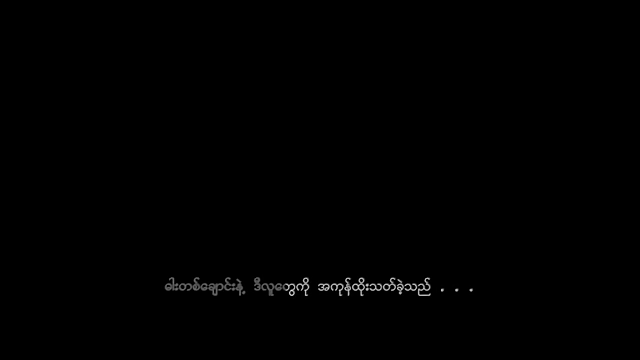 ဓါးတစ်ချောင်းနဲ့ ဒီလူတွေကို အကုန်ထိုးသတ်ခဲ့သည် . . .